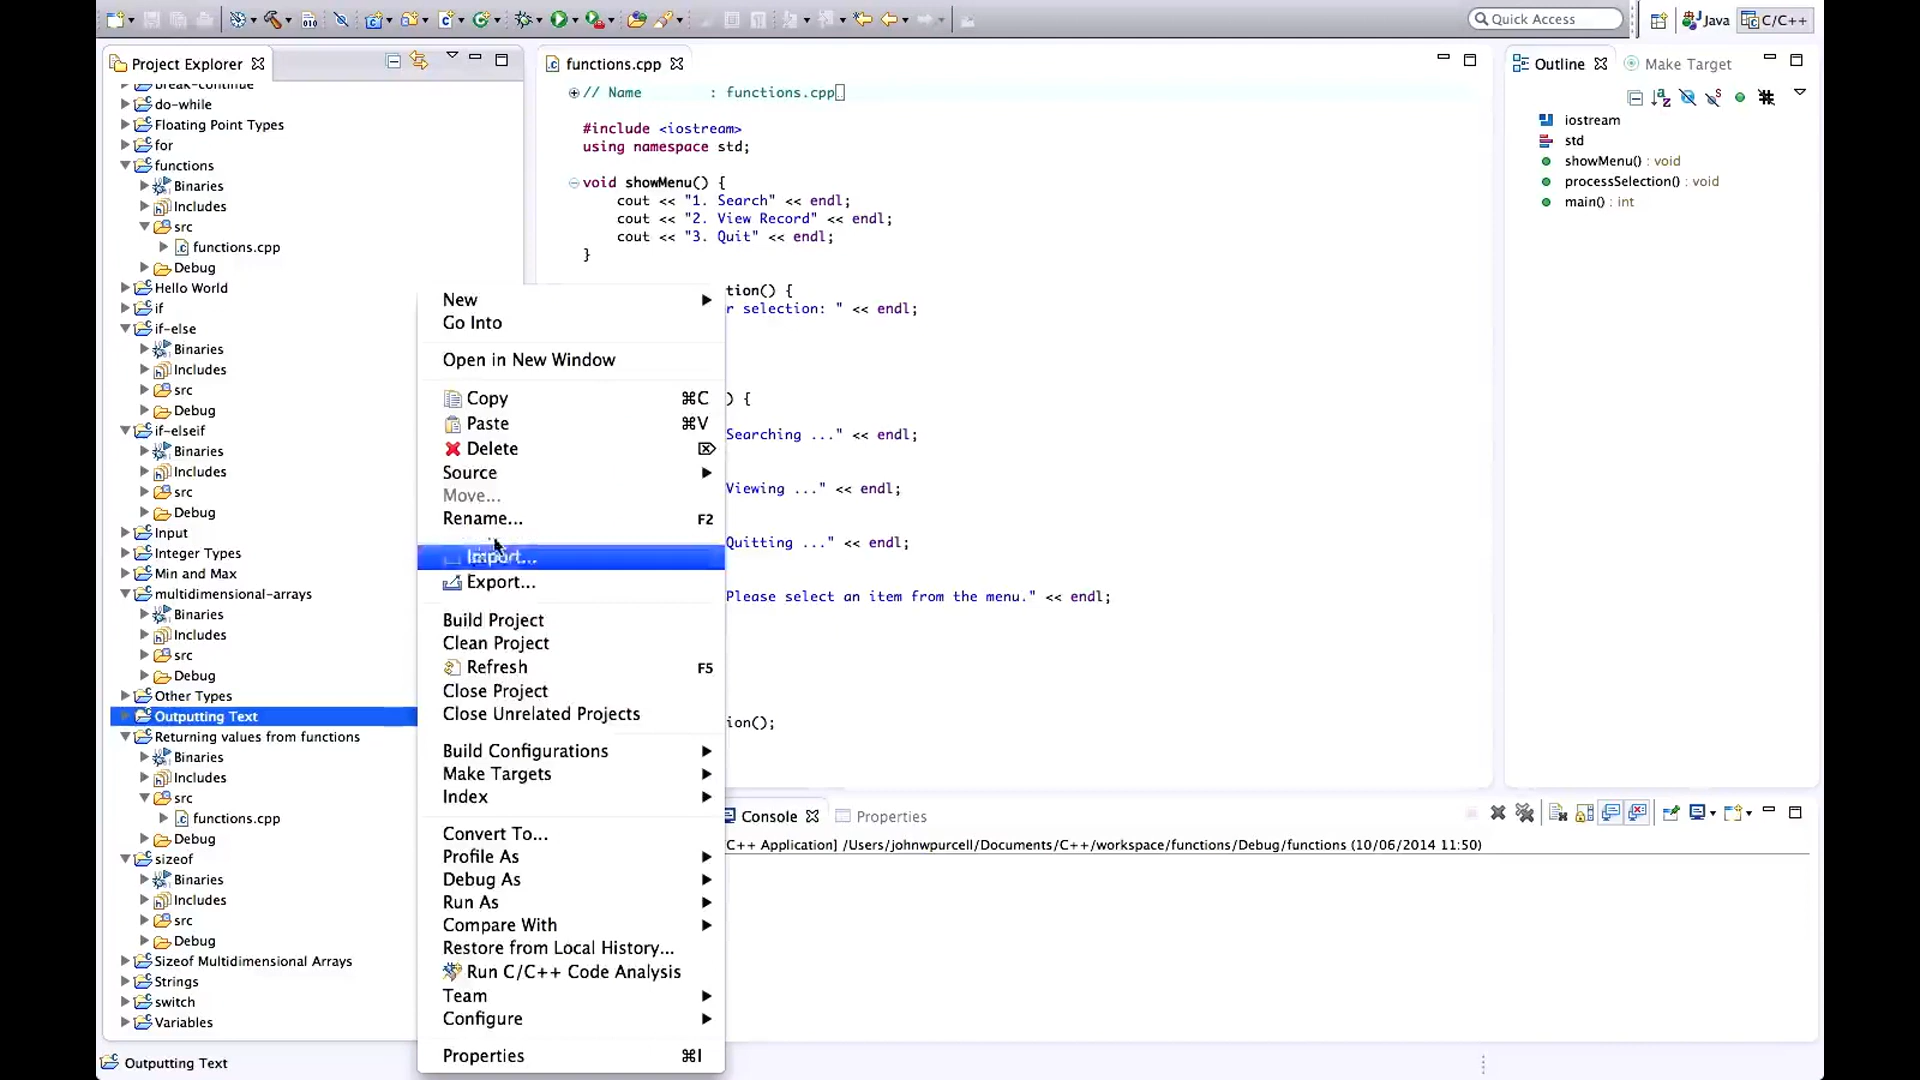 Quick Access
Java
C/C++
Project Explorer
break-continue
do-while
Floating Point Types
for
functions
Binaries
Includes
src
functions.cpp
Debug
Hello World
if
if-else
Binaries
Includes
src
Debug
if-elseif
Binaries
Includes
src
Debug
Input
Integer Types
Min and Max
multidimensional-arrays
Binaries
Includes
src
Debug
Other Types
Outputting Text
Returning values from functions
Binaries
Includes
src
functions.cpp
Debug
sizeof
Binaries
Includes
src
Debug
Sizeof Multidimensional Arrays
Strings
switch
Variables
Outputting Text
New
Go Into
Open in New Window
Copy ⌘C
Paste ⌘V
Delete ⌦
Source
Move...
Rename... F2
Import...
Export...
Build Project
Clean Project
Refresh F5
Close Project
Close Unrelated Projects
Build Configurations
Make Targets
Index
Convert To...
Profile As
Debug As
Run As
Compare With
Restore from Local History...
Run C/C++ Code Analysis
Team
Configure
Properties ⌘I
functions.cpp
// Name : functions.cpp
#include <iostream>
using namespace std;
void showMenu() {
cout << "1. Search" << endl;
cout << "2. View Record" << endl;
cout << "3. Quit" << endl;
}
tion() {
r selection: " << endl;
) {
Searching ..." << endl;
Viewing ..." << endl;
Quitting ..." << endl;
Please select an item from the menu." << endl;
ion();
Console
Properties
C++ Application] /Users/johnwpurcell/Documents/C++/workspace/functions/Debug/functions (10/06/2014 11:50)
Outline
Make Target
iostream
std
showMenu() : void
processSelection() : void
main() : int